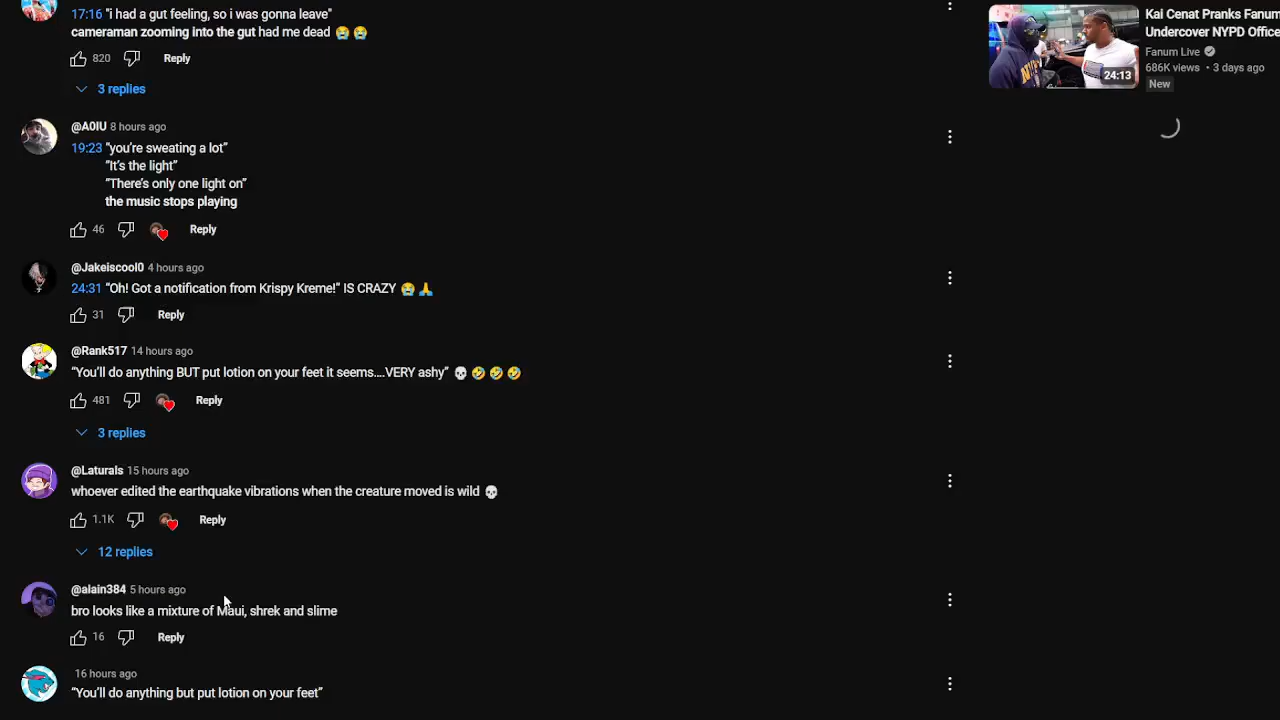 17:16 "i had a gut feeling, so i was gonna leave"
cameraman zooming into the gut had me dead 😭😭
820 Reply
3 replies
@A0IU 8 hours ago
19:23 "you're sweating a lot"
"It's the light"
"There's only one light on"
the music stops playing
46 Reply
@Jakeiscool0 4 hours ago
24:31 "Oh! Got a notification from Krispy Kreme!" IS CRAZY 😭🙏
31 Reply
@Rank517 14 hours ago
"You'll do anything BUT put lotion on your feet it seems....VERY ashy" 💀🤣🤣🤣
481 Reply
3 replies
@Laturals 15 hours ago
whoever edited the earthquake vibrations when the creature moved is wild 💀
1.1K Reply
12 replies
@alain384 5 hours ago
bro looks like a mixture of Maui, shrek and slime
16 Reply
16 hours ago
"You'll do anything but put lotion on your feet"
24:13
Kai Cenat Pranks Fanum
Undercover NYPD Office
Fanum Live
686K views • 3 days ago
New